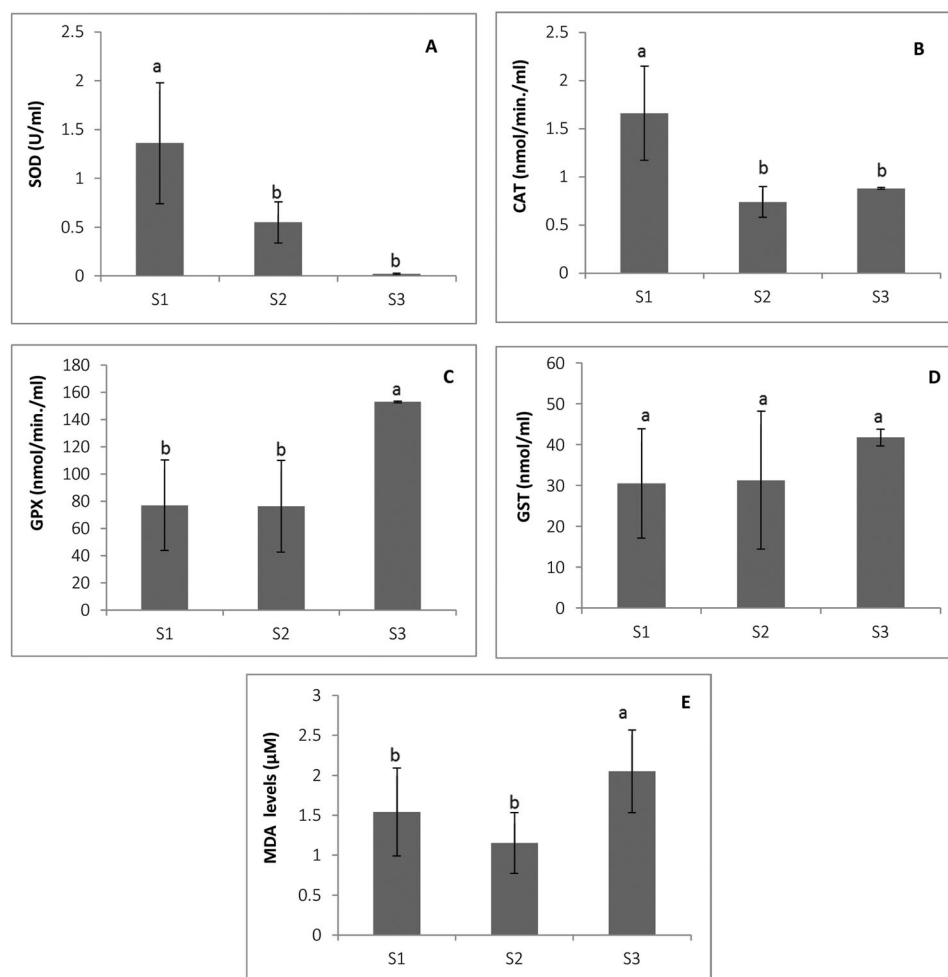 A
SOD (U/ml)
2.5
2
1.5
1
0.5
0
a
b
b
S1 S2 S3
B
CAT (nmol/min./ml)
2.5
2
1.5
1
0.5
0
a
b
b
S1 S2 S3
C
GPX (nmol/min./ml)
180
160
140
120
100
80
60
40
20
0
b
b
a
S1 S2 S3
D
GST (nmol/ml)
60
50
40
30
20
10
0
a
a
a
S1 S2 S3
E
MDA levels (µM)
3
2.5
2
1.5
1
0.5
0
b
b
a
S1 S2 S3